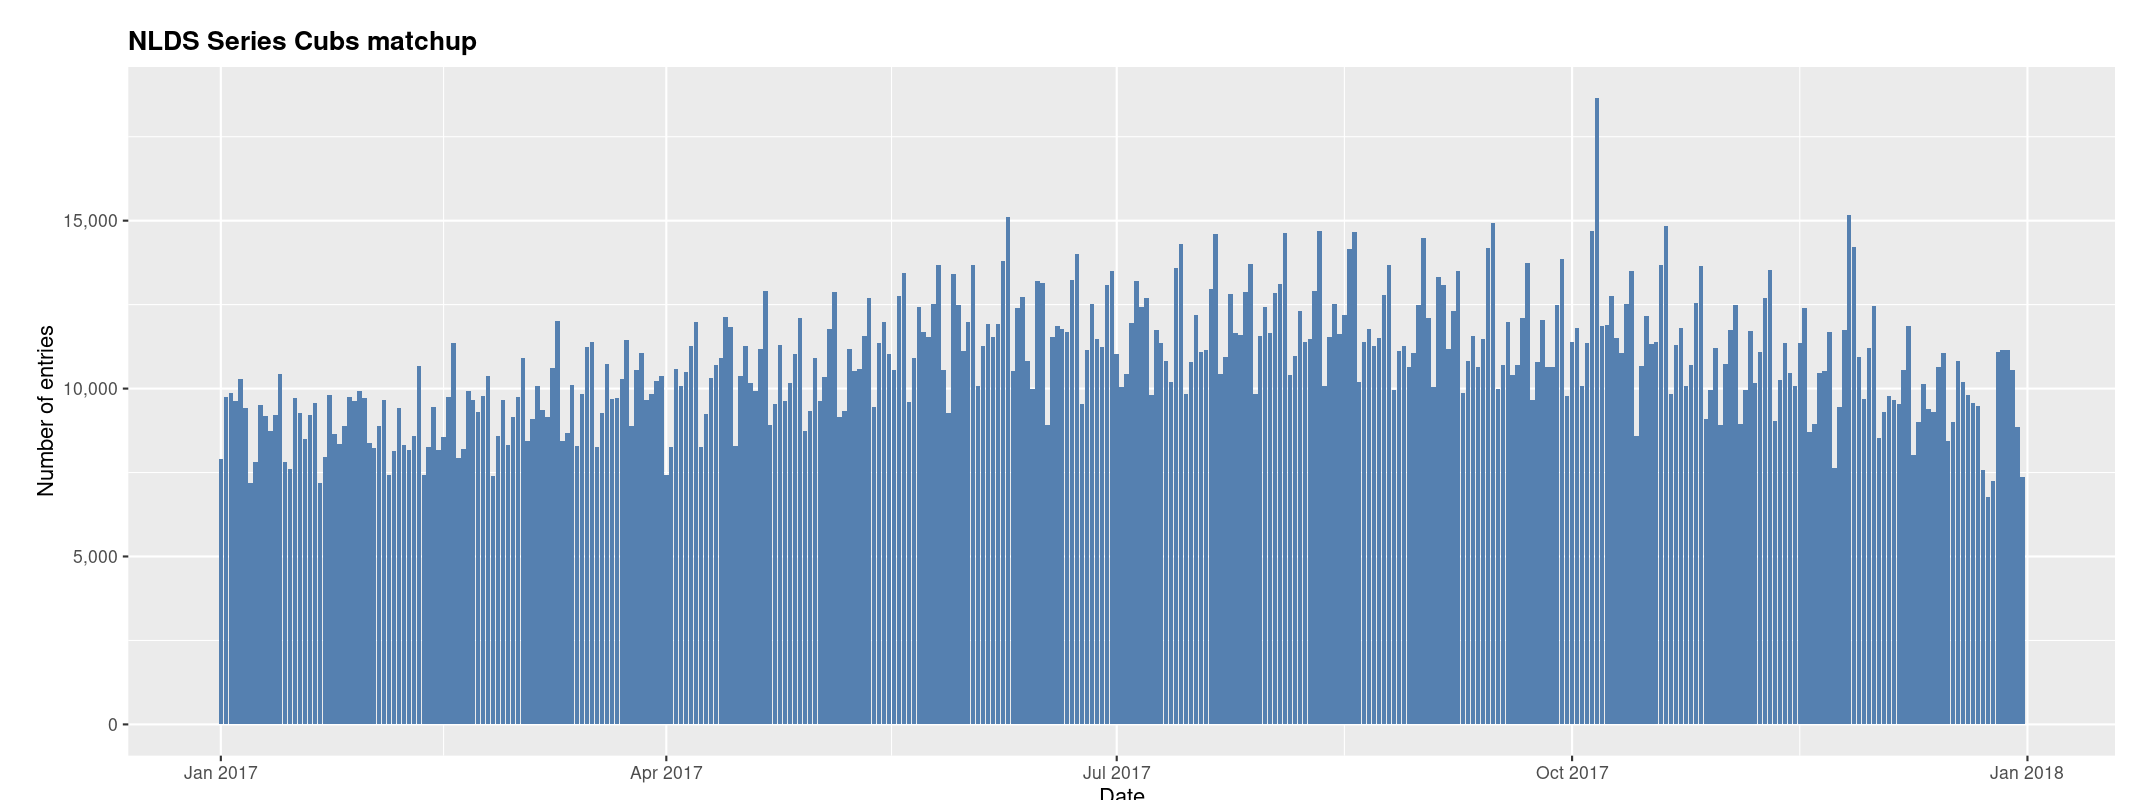 NLDS Series Cubs matchup
Number of entries
15,000
10,000
5,000
0
Jan 2017
Apr 2017
Jul 2017
Oct 2017
Jan 2018
Date